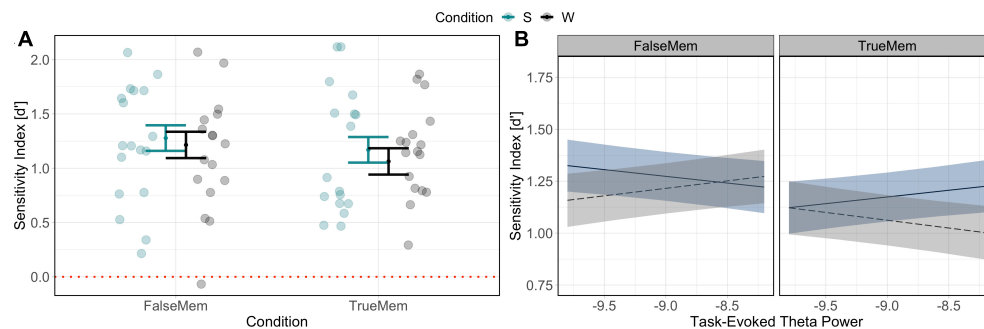 Condition S W
A
Sensitivity Index [d']
2.0
1.5
1.0
0.5
0.0
FalseMem TrueMem
Condition
B
FalseMem TrueMem
Sensitivity Index [d']
1.75
1.50
1.25
1.00
0.75
-9.5 -9.0 -8.5 -9.5 -9.0 -8.5
Task-Evoked Theta Power